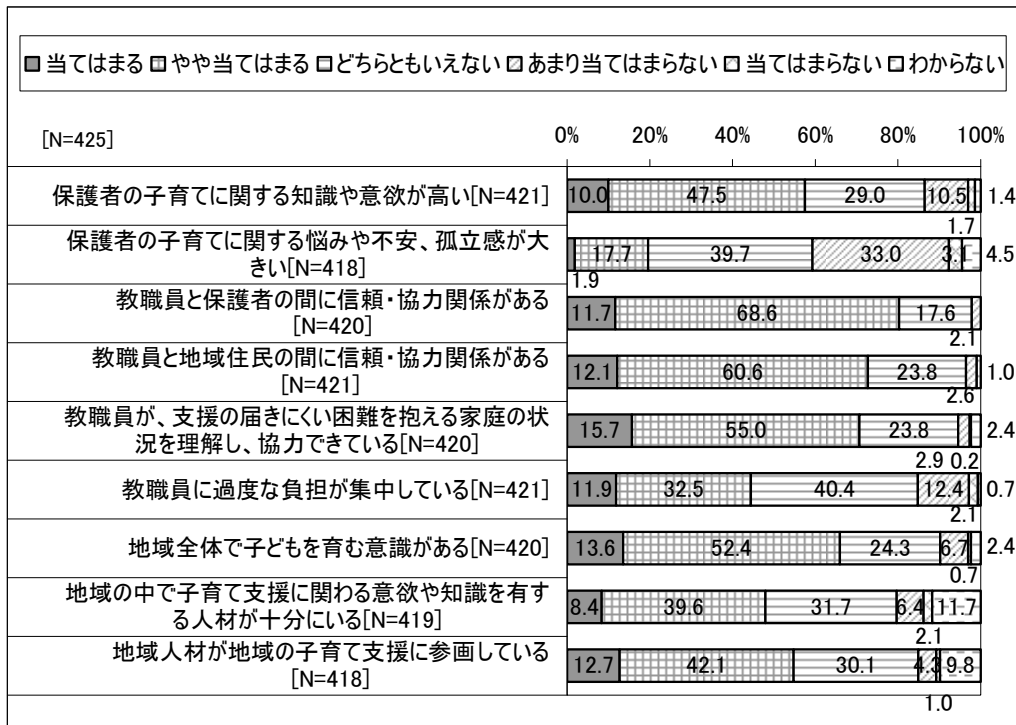 当てはまる やや当てはまる どちらともいえない あまり当てはまらない 当てはまらない わからない
[N=425]
0% 20% 40% 60% 80% 100%
保護者の子育てに関する知識や意欲が高い[N=421]
10.0 47.5 29.0 10.5 1.4
1.7
保護者の子育てに関する悩みや不安、孤立感が大
きい[N=418]
17.7 39.7 33.0 3.1 4.5
1.9
教職員と保護者の間に信頼・協力関係がある
[N=420]
11.7 68.6 17.6
2.1
教職員と地域住民の間に信頼・協力関係がある
[N=421]
12.1 60.6 23.8 1.0
2.6
教職員が、支援の届きにくい困難を抱える家庭の状
況を理解し、協力できている[N=420]
15.7 55.0 23.8 2.4
2.9 0.2
教職員に過度な負担が集中している[N=421]
11.9 32.5 40.4 12.4 0.7
2.1
地域全体で子どもを育む意識がある[N=420]
13.6 52.4 24.3 6.7 2.4
0.7
地域の中で子育て支援に関わる意欲や知識を有す
る人材が十分にいる[N=419]
8.4 39.6 31.7 6.4 11.7
2.1
地域人材が地域の子育て支援に参画している
[N=418]
12.7 42.1 30.1 4.3 9.8
1.0